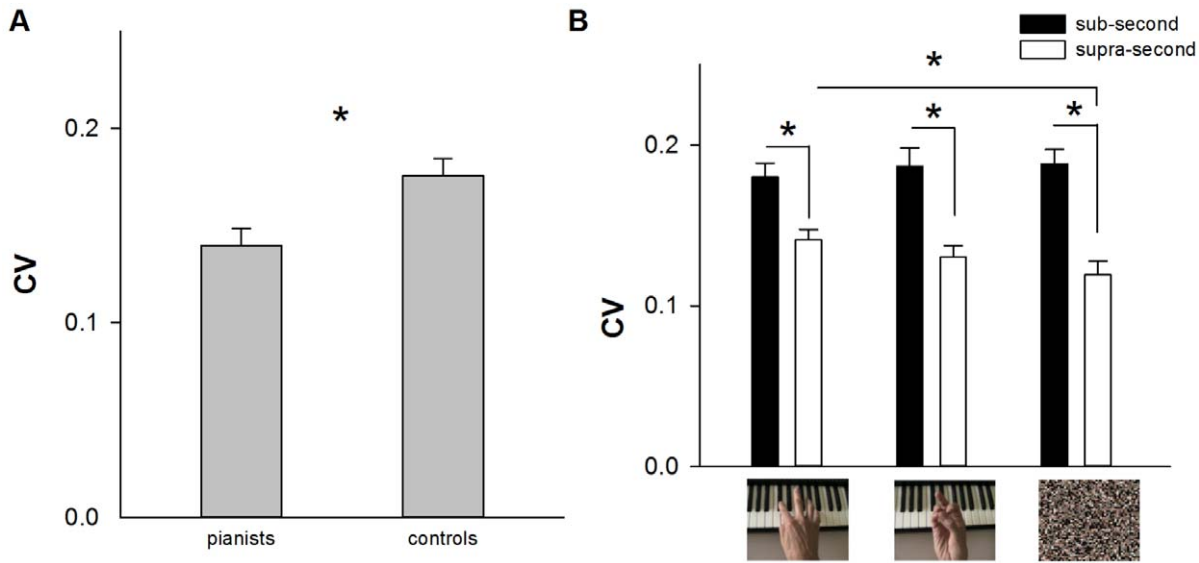 A
CV
0.2
*
0.1
0.0
pianists
controls
B
sub-second
supra-second
CV
*
*
*
*
0.2
0.1
0.0